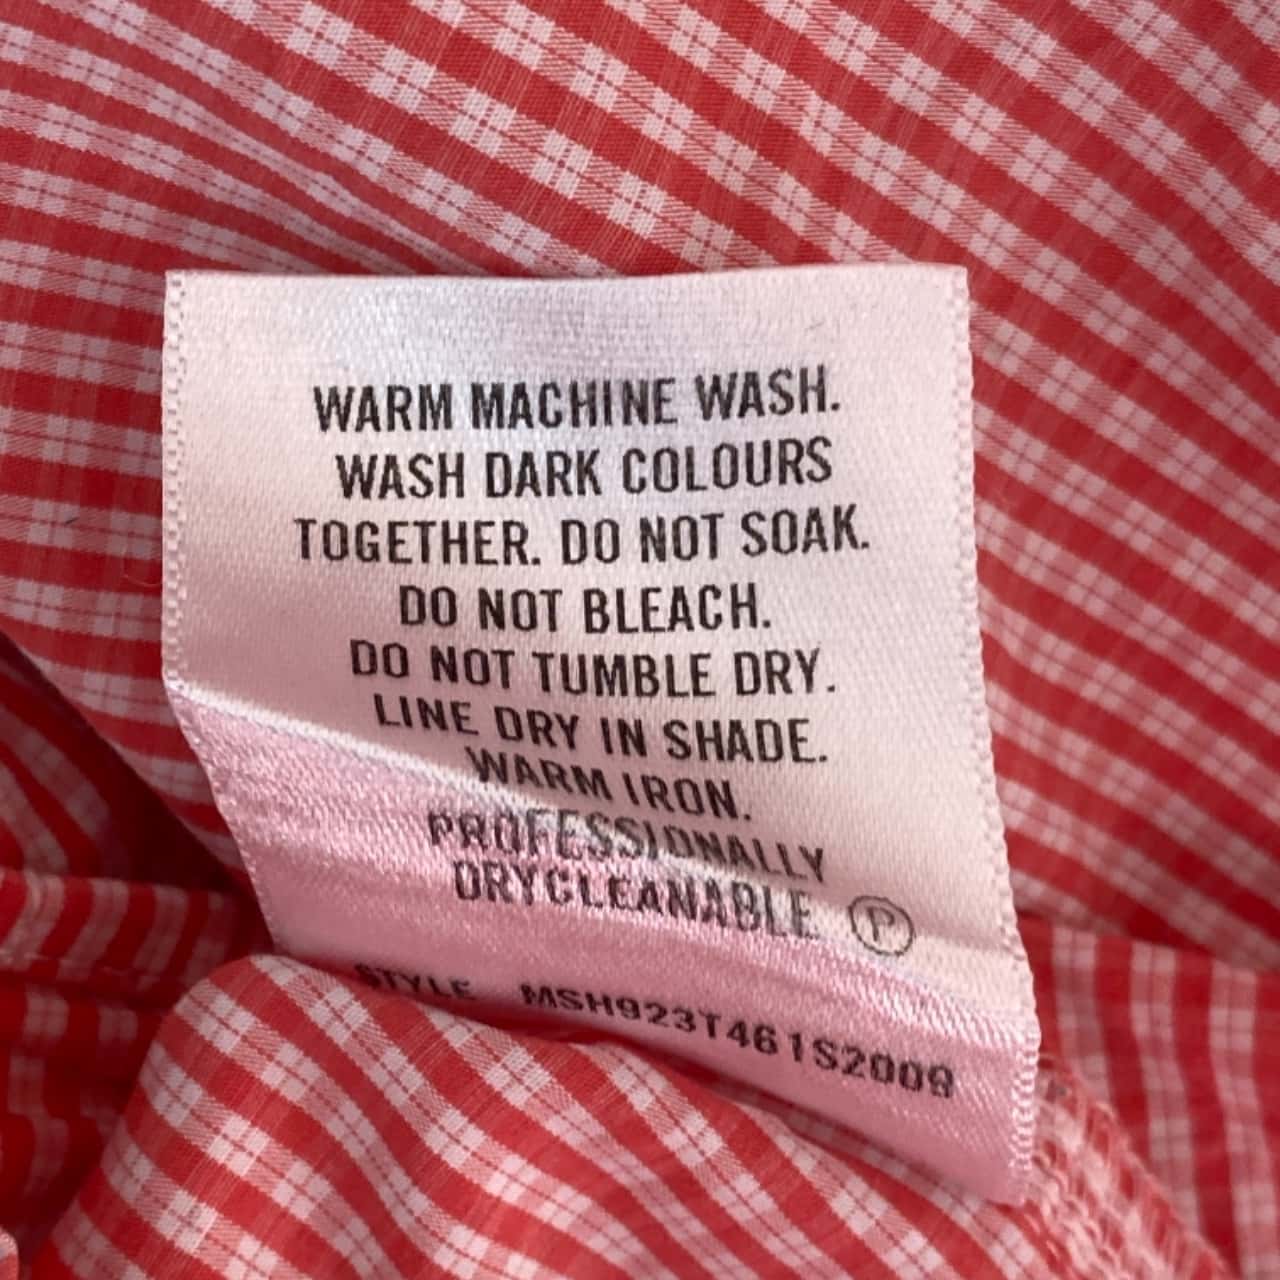 WARM MACHINE WASH.
WASH DARK COLOURS
TOGETHER. DO NOT SOAK.
DO NOT BLEACH.
DO NOT TUMBLE DRY.
LINE DRY IN SHADE.
WARM IRON.
PROFESSIONALLY
DRYCLEANABLE P
STYLE MSH923T461S2009